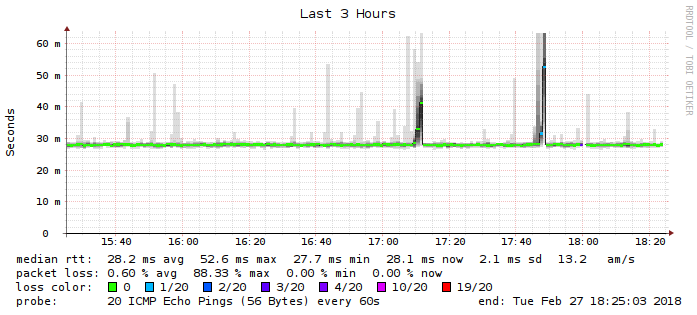 Last 3 Hours
RRDTOOL / TOBI OETIKER
Seconds
60 m
50 m
40 m
30 m
20 m
10 m
0
15:40 16:00 16:20 16:40 17:00 17:20 17:40 18:00 18:20
median rtt: 28.2 ms avg 52.6 ms max 27.7 ms min 28.1 ms now 2.1 ms sd 13.2 am/s
packet loss: 0.60 % avg 88.33 % max 0.00 % min 0.00 % now
loss color: 0 1/20 2/20 3/20 4/20 10/20 19/20
probe: 20 ICMP Echo Pings (56 Bytes) every 60s end: Tue Feb 27 18:25:03 2018